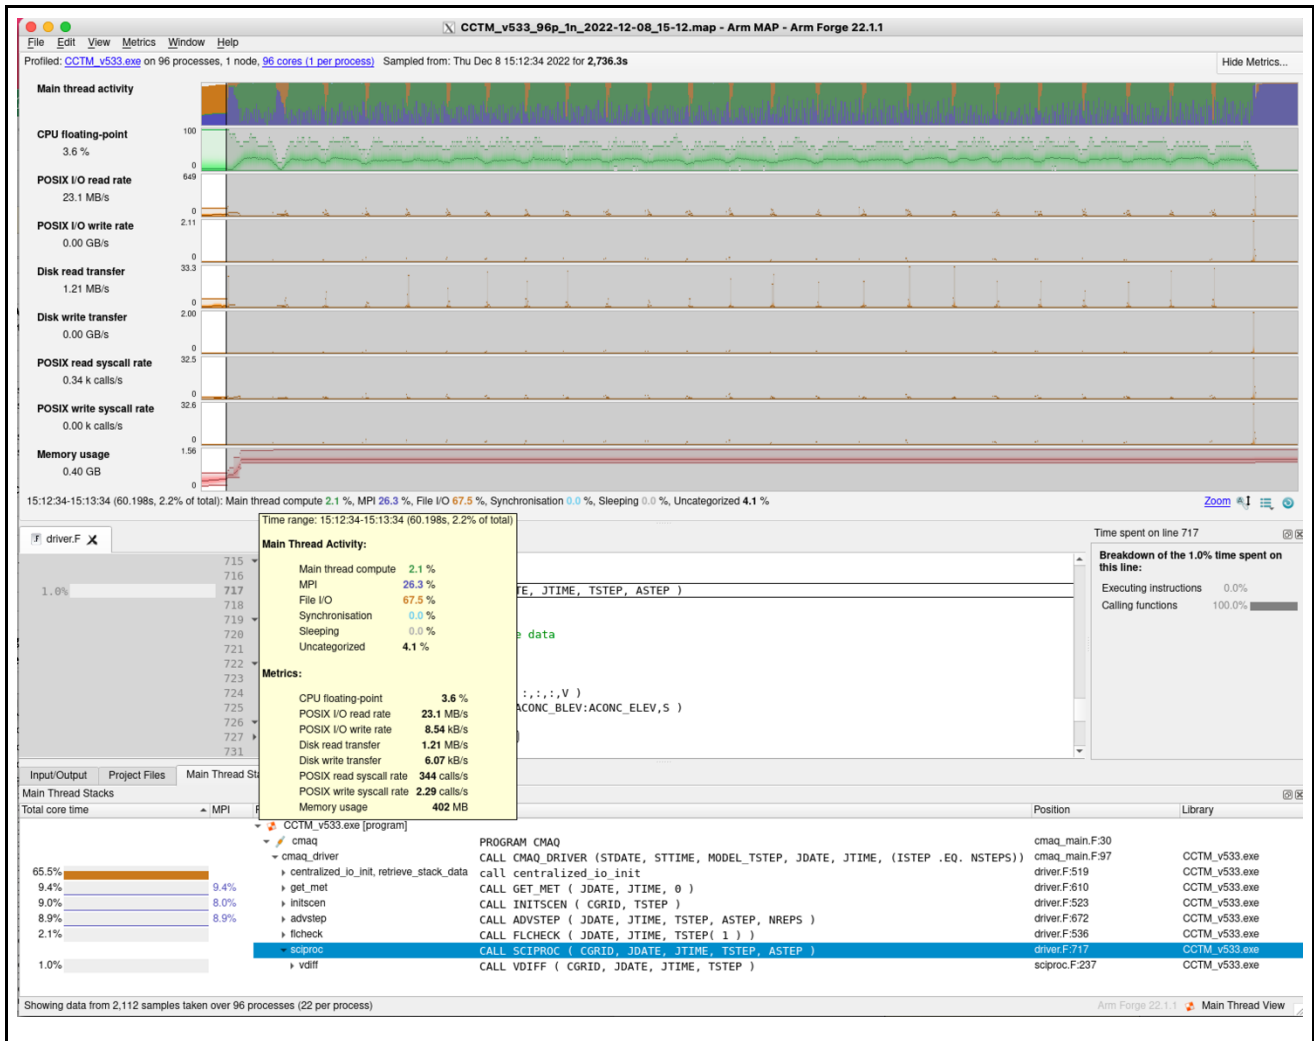 CCTM_v533_96p_1n_2022-12-08_15-12.map - Arm MAP - Arm Forge 22.1.1
File Edit View Metrics Window Help
Profiled: CCTM_v533.exe on 96 processes, 1 node, 96 cores (1 per process) Sampled from: Thu Dec 8 15:12:34 2022 for 2,736.3s Hide Metrics...
Main thread activity
CPU floating-point 100
3.6 %
0
POSIX I/O read rate 649
23.1 MB/s
0
POSIX I/O write rate 2.11
0.00 GB/s
0
Disk read transfer 33.3
1.21 MB/s
0
Disk write transfer 2.00
0.00 GB/s
0
POSIX read syscall rate 32.5
0.34 k calls/s
0
POSIX write syscall rate 32.6
0.00 k calls/s
0
Memory usage 1.56
0.40 GB
0
15:12:34-15:13:34 (60.198s, 2.2% of total): Main thread compute 2.1 %, MPI 26.3 %, File I/O 67.5 %, Synchronisation 0.0 %, Sleeping 0.0 %, Uncategorized 4.1 % Zoom
Time range: 15:12:34-15:13:34 (60.198s, 2.2% of total)
Main Thread Activity:
Main thread compute 2.1 %
MPI 26.3 %
File I/O 67.5 %
Synchronisation 0.0 %
Sleeping 0.0 %
Uncategorized 4.1 %
Metrics:
CPU floating-point 3.6 %
POSIX I/O read rate 23.1 MB/s
POSIX I/O write rate 8.54 kB/s
Disk read transfer 1.21 MB/s
Disk write transfer 6.07 kB/s
POSIX read syscall rate 344 calls/s
POSIX write syscall rate 2.29 calls/s
Memory usage 402 MB
driver.F
715
716
1.0% 717 TE, JTIME, TSTEP, ASTEP )
718
719
720 e data
721
722
723
724 :,:,:,V )
725 ACONC_BLEV:ACONC_ELEV,S )
726
727
731
Time spent on line 717
Breakdown of the 1.0% time spent on
this line:
Executing instructions 0.0%
Calling functions 100.0%
Input/Output Project Files Main Thread Sta
Main Thread Stacks
Total core time MPI F Position Library
CCTM_v533.exe [program]
cmaq PROGRAM CMAQ cmaq_main.F:30
cmaq_driver CALL CMAQ_DRIVER (STDATE, STTIME, MODEL_TSTEP, JDATE, JTIME, (ISTEP .EQ. NSTEPS)) cmaq_main.F:97 CCTM_v533.exe
65.5% centralized_io_init, retrieve_stack_data call centralized_io_init driver.F:519 CCTM_v533.exe
9.4% 9.4% get_met CALL GET_MET ( JDATE, JTIME, 0 ) driver.F:610 CCTM_v533.exe
9.0% 8.0% initscen CALL INITSCEN ( CGRID, TSTEP ) driver.F:523 CCTM_v533.exe
8.9% 8.9% advstep CALL ADVSTEP ( JDATE, JTIME, TSTEP, ASTEP, NREPS ) driver.F:672 CCTM_v533.exe
2.1% flcheck CALL FLCHECK ( JDATE, JTIME, TSTEP( 1 ) ) driver.F:536 CCTM_v533.exe
sciproc CALL SCIPROC ( CGRID, JDATE, JTIME, TSTEP, ASTEP ) driver.F:717 CCTM_v533.exe
1.0% vdiff CALL VDIFF ( CGRID, JDATE, JTIME, TSTEP ) sciproc.F:237 CCTM_v533.exe
Showing data from 2,112 samples taken over 96 processes (22 per process) Arm Forge 22.1.1 Main Thread View